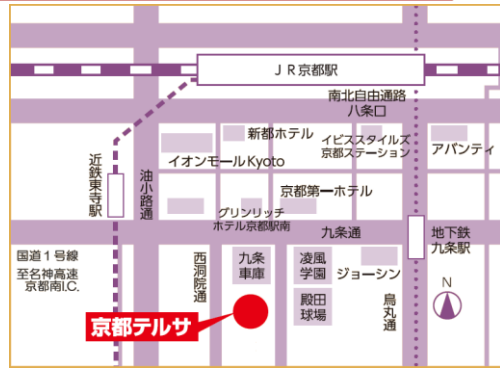 JR京都駅
南北自由通路
八条口
新都ホテル
イビススタイルズ
京都ステーション
アバンティ
イオンモールKyoto
近鉄東寺駅
油小路通
京都第一ホテル
グリンリッチ
ホテル京都駅南
九条通
地下鉄
九条駅
国道1号線
至名神高速
京都南I.C.
西洞院通
九条
車庫
凌風
学園
ジョーシン
殿田
球場
烏丸通
N
京都テルサ